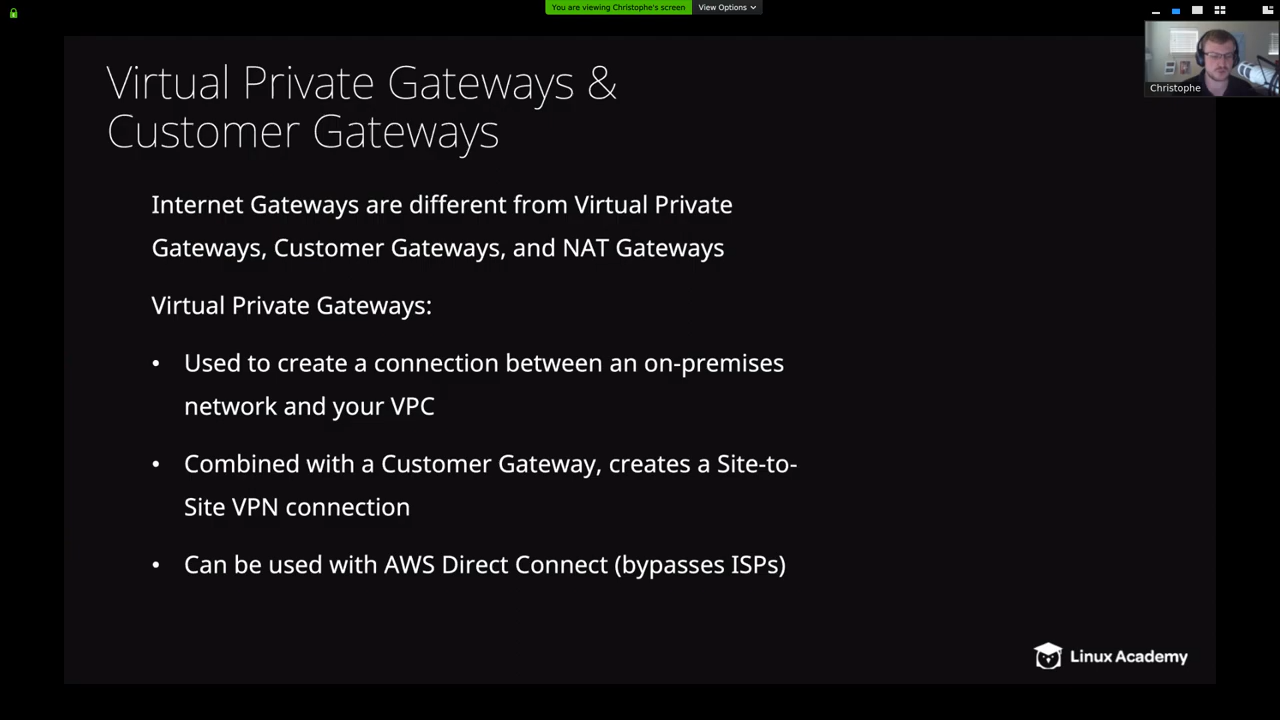 You are viewing Christophe's screen
View Options
Christophe
Virtual Private Gateways &
Customer Gateways
Internet Gateways are different from Virtual Private
Gateways, Customer Gateways, and NAT Gateways
Virtual Private Gateways:
• Used to create a connection between an on-premises
network and your VPC
• Combined with a Customer Gateway, creates a Site-to-
Site VPN connection
• Can be used with AWS Direct Connect (bypasses ISPs)
Linux Academy